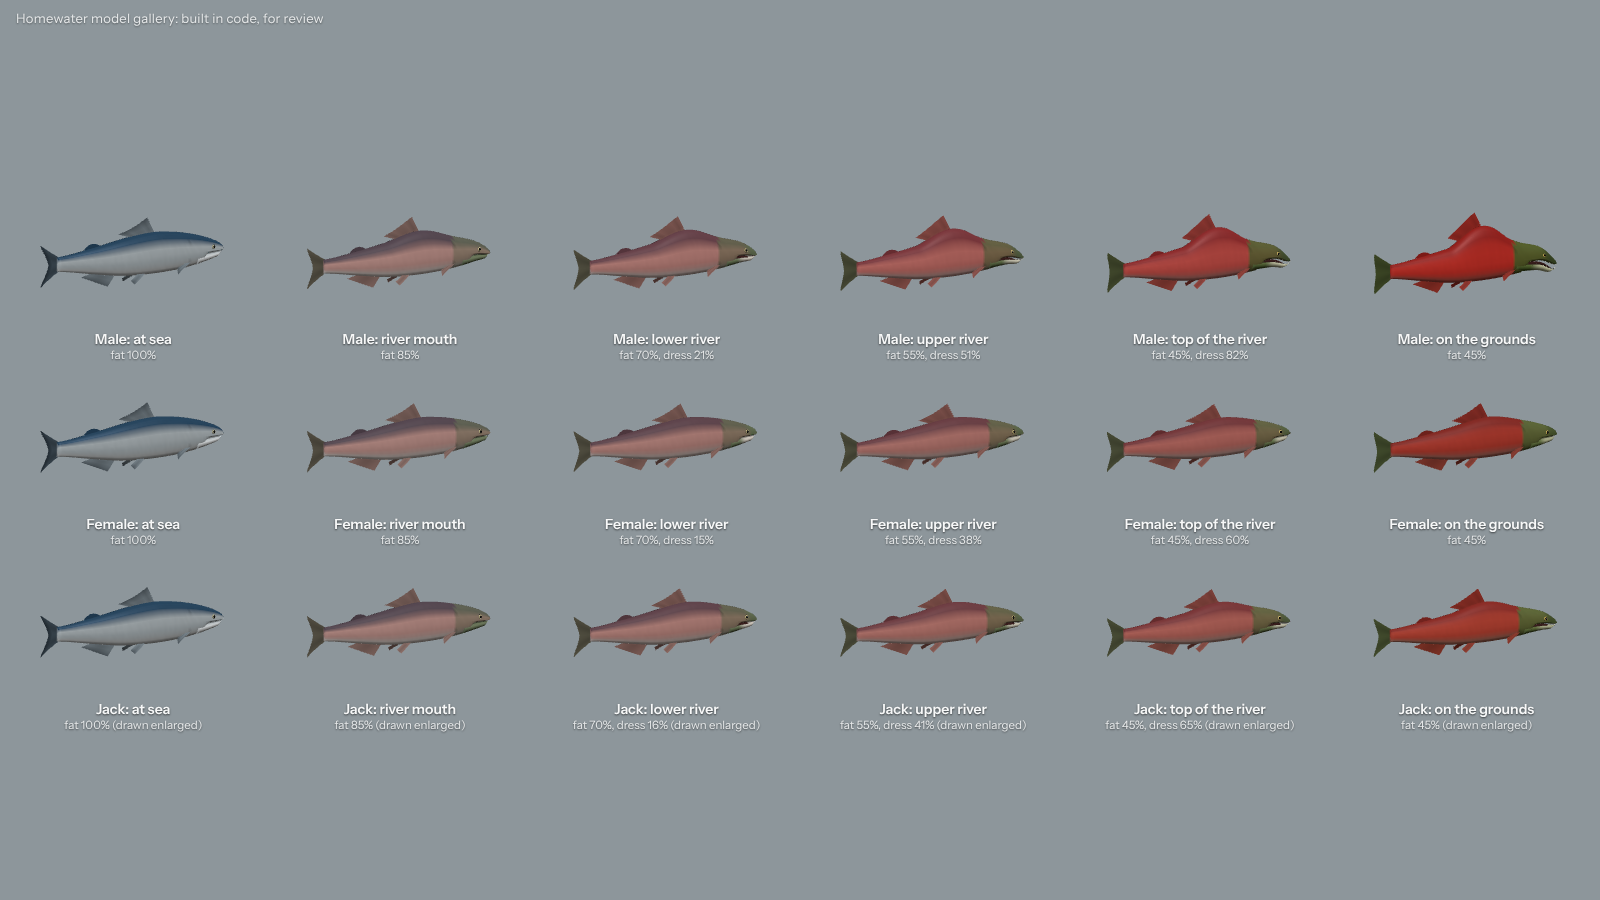 Homewater model gallery: built in code, for review
Male: at sea
fat 100%
Male: river mouth
fat 85%
Male: lower river
fat 70%, dress 21%
Male: upper river
fat 55%, dress 51%
Male: top of the river
fat 45%, dress 82%
Male: on the grounds
fat 45%
Female: at sea
fat 100%
Female: river mouth
fat 85%
Female: lower river
fat 70%, dress 15%
Female: upper river
fat 55%, dress 38%
Female: top of the river
fat 45%, dress 60%
Female: on the grounds
fat 45%
Jack: at sea
fat 100% (drawn enlarged)
Jack: river mouth
fat 85% (drawn enlarged)
Jack: lower river
fat 70%, dress 16% (drawn enlarged)
Jack: upper river
fat 55%, dress 41% (drawn enlarged)
Jack: top of the river
fat 45%, dress 65% (drawn enlarged)
Jack: on the grounds
fat 45% (drawn enlarged)